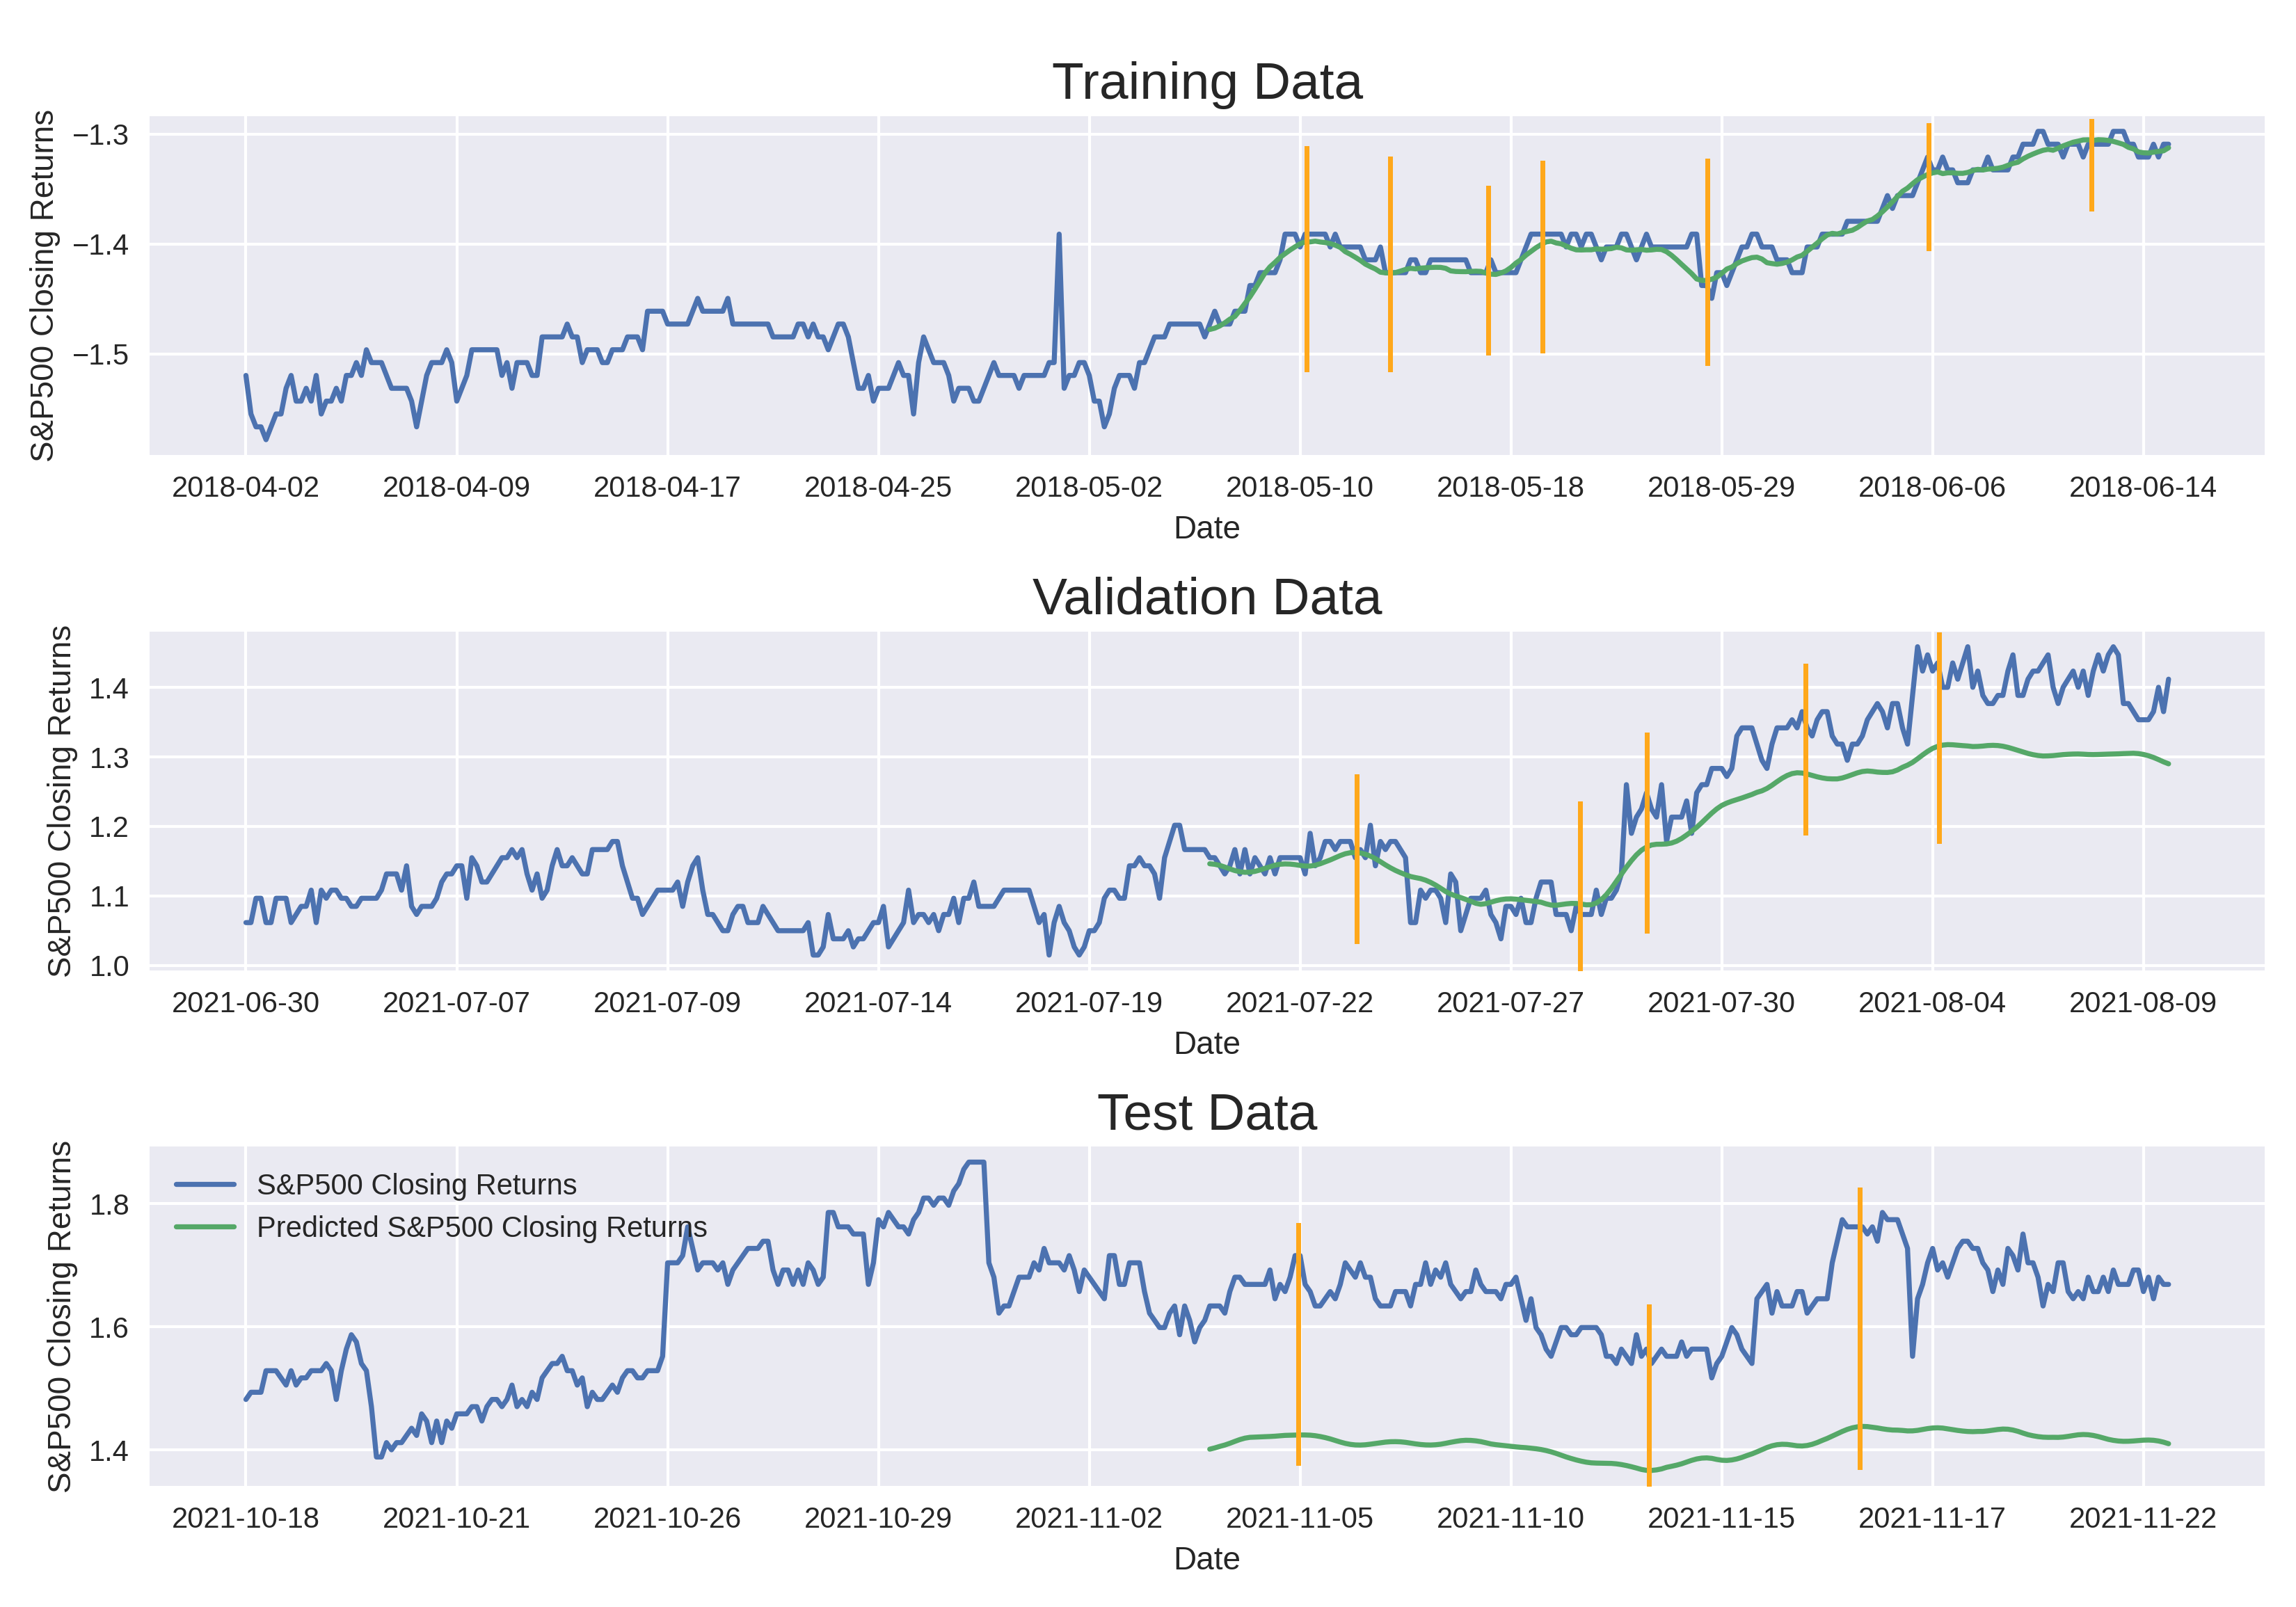 Training Data
S&P500 Closing Returns
−1.3
−1.4
−1.5
2018-04-02 2018-04-09 2018-04-17 2018-04-25 2018-05-02 2018-05-10 2018-05-18 2018-05-29 2018-06-06 2018-06-14
Date
Validation Data
S&P500 Closing Returns
1.4
1.3
1.2
1.1
1.0
2021-06-30 2021-07-07 2021-07-09 2021-07-14 2021-07-19 2021-07-22 2021-07-27 2021-07-30 2021-08-04 2021-08-09
Date
Test Data
S&P500 Closing Returns
1.8
1.6
1.4
S&P500 Closing Returns
Predicted S&P500 Closing Returns
2021-10-18 2021-10-21 2021-10-26 2021-10-29 2021-11-02 2021-11-05 2021-11-10 2021-11-15 2021-11-17 2021-11-22
Date